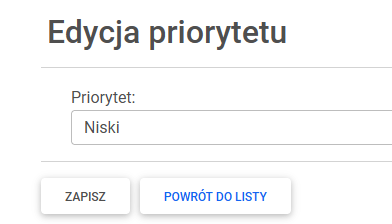 Edycja priorytetu
Priorytet:
Niski
ZAPISZ POWRÓT DO LISTY